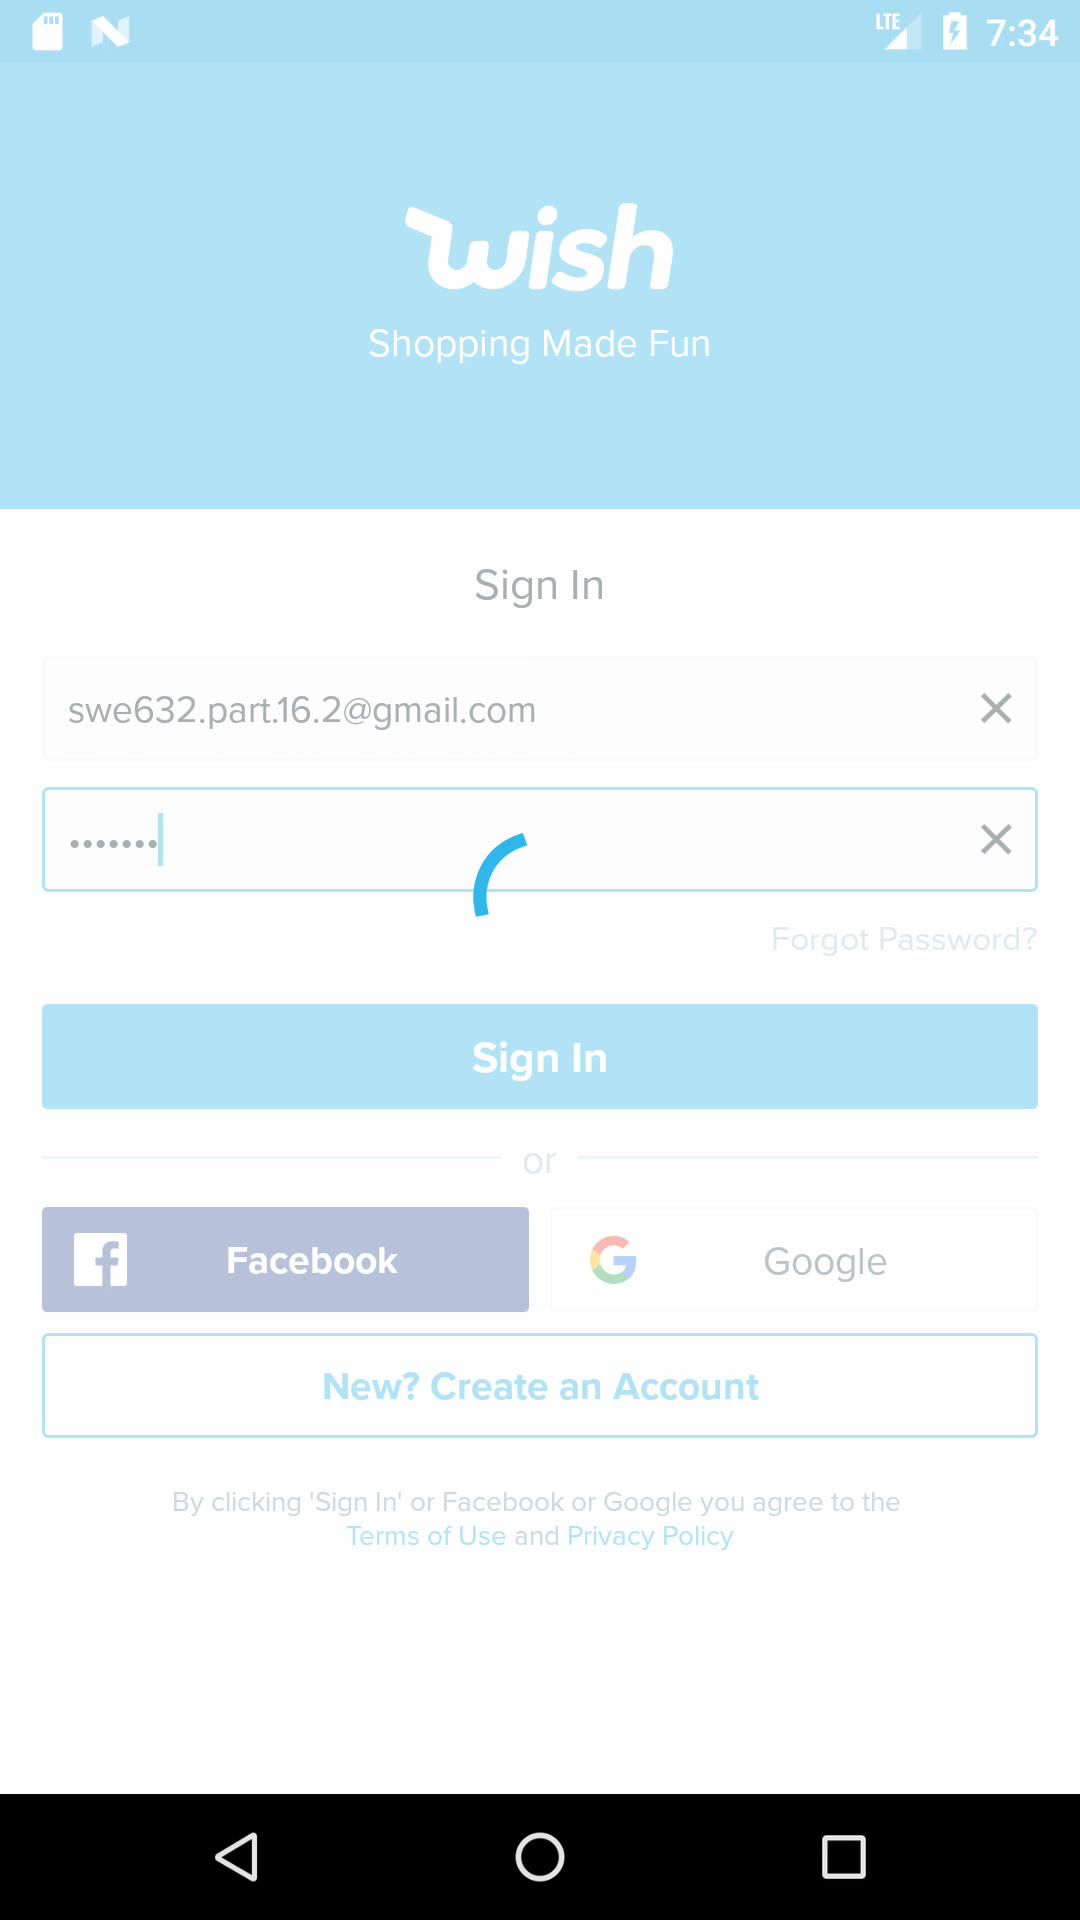 LTE 7:34
wish
Shopping Made Fun
Sign In
swe632.part.16.2@gmail.com
•••••••
Forgot Password?
Sign In
or
Facebook
Google
New? Create an Account
By clicking 'Sign In' or Facebook or Google you agree to the
Terms of Use and Privacy Policy